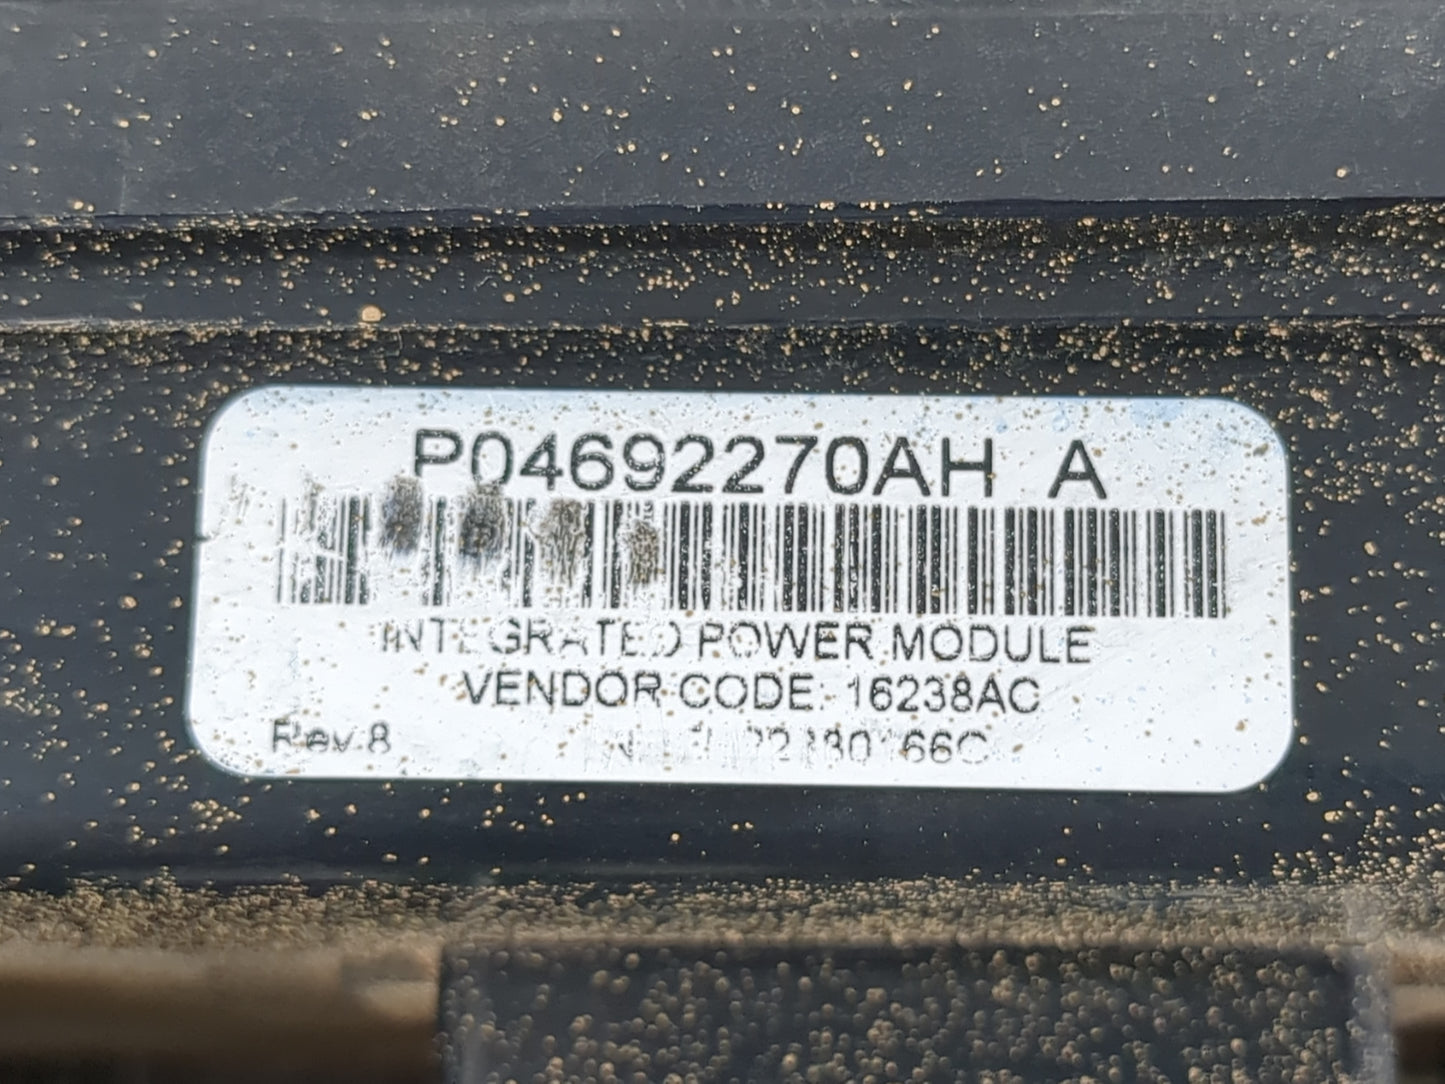 P04692270AH A
INTEGRATED POWER MODULE
VENDOR CODE: 16238AC
Rev.8